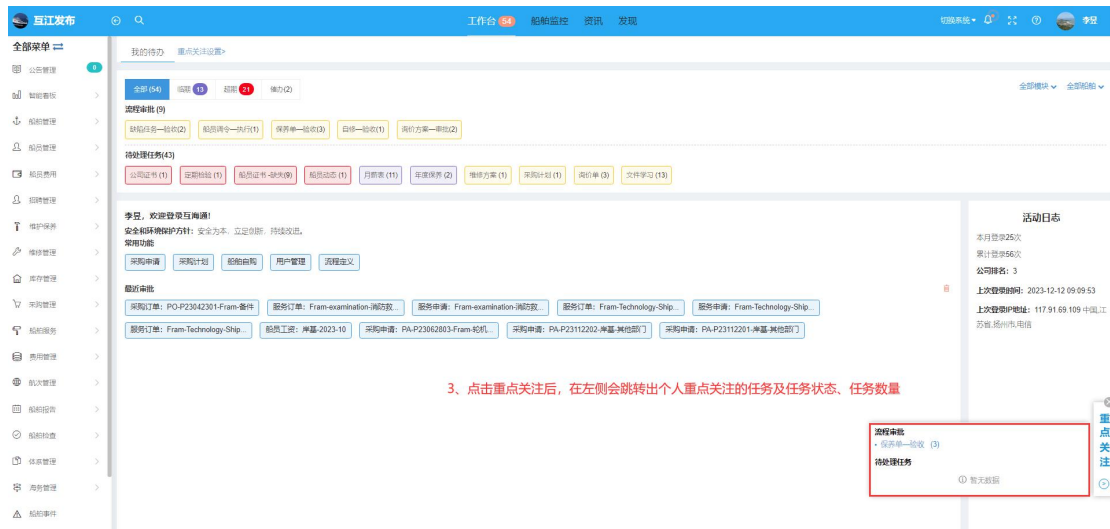 互江发布
工作台 54 船舶监控 资讯 发现
切换系统 李昱
全部菜单
我的待办 重点关注设置>
公告管理 0
智能看板
船舶管理
船员管理
船员费用
招聘管理
维护保养
维修管理
库存管理
采购管理
船舶服务
费用管理
航次管理
船舶报告
船舶检查
体系管理
海务管理
船舶事件
全部 (54) 临期 13 超期 21 缓办(2)
全部模块 全部船舶
流程审批 (9)
缺陷任务—验收(2) 船员调令—执行(1) 保养单—验收(3) 自修—验收(1) 询价方案—审批(2)
待处理任务(43)
公司证书 (1) 定期检验 (1) 船员证书 -缺失(9) 船员动态 (1) 月薪表 (11) 年度保养 (2) 维修方案 (1) 采购计划 (1) 询价单 (3) 文件学习 (13)
李昱，欢迎登录互海通！
安全和环境保护方针：安全为本、立足创新、持续改进。
常用功能
采购申请 采购计划 船舶自购 用户管理 流程定义
最近审批
采购订单：PO-P23042301-Fram-备件 服务订单：Fram-examination-消防救... 服务申请：Fram-examination-消防救... 服务订单：Fram-Technology-Ship... 服务申请：Fram-Technology-Ship...
服务订单：Fram-Technology-Ship... 船员工资：岸基-2023-10 采购申请：PA-P23062803-Fram-轮机... 采购申请：PA-P23112202-岸基-其他部门 采购申请：PA-P23112201-岸基-其他部门
活动日志
本月登录25次
累计登录56次
公司排名：3
上次登录时间：2023-12-12 09:09:53
上次登录IP地址：117.91.69.109 中国,江
苏省,扬州市,电信
3、点击重点关注后，在左侧会跳转出个人重点关注的任务及任务状态、任务数量
流程审批
保养单—验收 (3)
待处理任务
暂无数据
重点关注